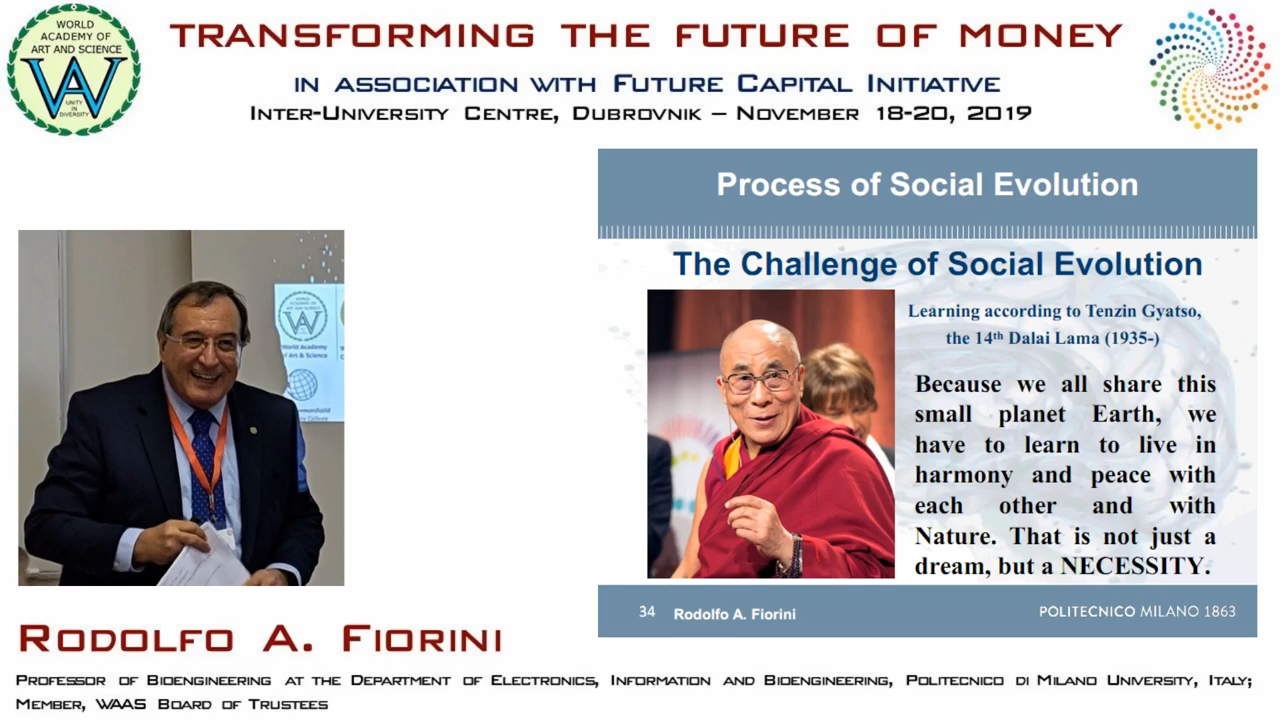 WORLD
ACADEMY OF
ART AND SCIENCE
WA
UNITY
IN
DIVERSITY
TRANSFORMING THE FUTURE OF MONEY
IN ASSOCIATION WITH FUTURE CAPITAL INITIATIVE
INTER-UNIVERSITY CENTRE, DUBROVNIK – NOVEMBER 18-20, 2019
Process of Social Evolution
The Challenge of Social Evolution
Learning according to Tenzin Gyatso,
the 14th Dalai Lama (1935-)
Because we all share this
small planet Earth, we
have to learn to live in
harmony and peace with
each other and with
Nature. That is not just a
dream, but a NECESSITY.
34 Rodolfo A. Fiorini
POLITECNICO MILANO 1863
World Academy
Art & Science
RODOLFO A. FIORINI
PROFESSOR OF BIOENGINEERING AT THE DEPARTMENT OF ELECTRONICS, INFORMATION AND BIOENGINEERING, POLITECNICO DI MILANO UNIVERSITY, ITALY;
MEMBER, WAAS BOARD OF TRUSTEES